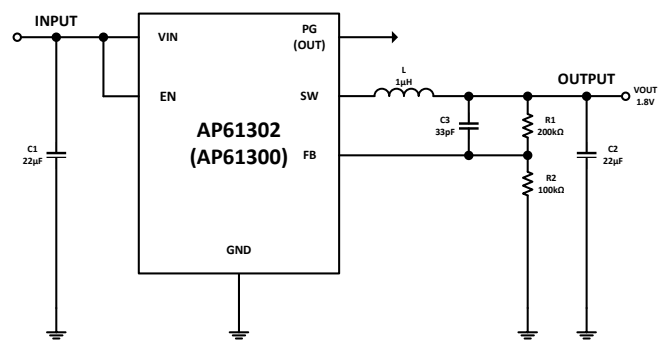 INPUT
VIN
PG
(OUT)
EN
SW
L
1µH
OUTPUT
VOUT
1.8V
C3
33pF
R1
200kΩ
AP61302
(AP61300)
FB
C1
22µF
C2
22µF
R2
100kΩ
GND